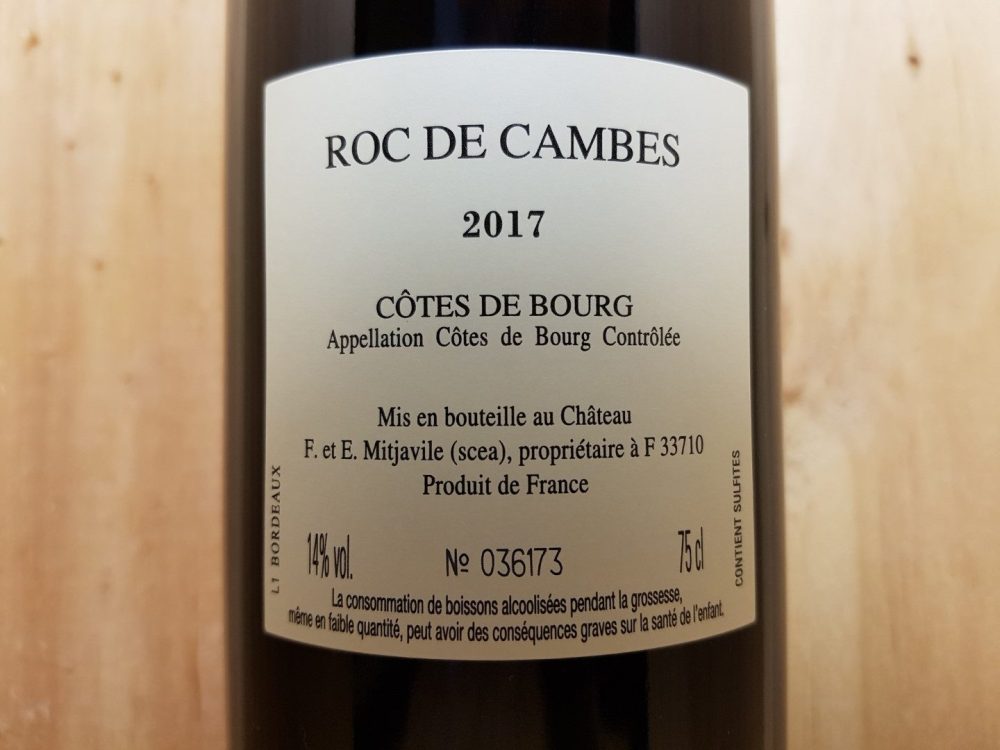 ROC DE CAMBES
2017
CÔTES DE BOURG
Appellation Côtes de Bourg Contrôlée
Mis en bouteille au Château
F. et E. Mitjavile (scea), propriétaire à F 33710
Produit de France
L1 BORDEAUX
14% vol.
№ 036173
75 cl
CONTIENT SULFITES
La consommation de boissons alcoolisées pendant la grossesse,
même en faible quantité, peut avoir des conséquences graves sur la santé de l'enfant.